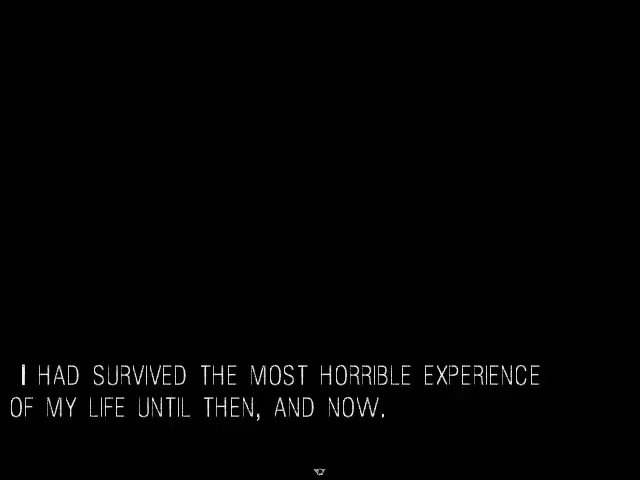 I HAD SURVIVED THE MOST HORRIBLE EXPERIENCE
OF MY LIFE UNTIL THEN, AND NOW.